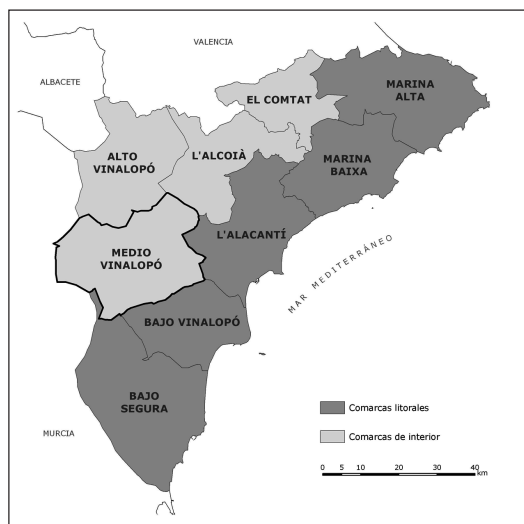 VALENCIA
ALBACETE
MARINA
ALTA
EL COMTAT
ALTO
VINALOPÓ
L'ALCOIÀ
MARINA
BAIXA
L'ALACANTÍ
MEDIO
VINALOPÓ
MAR MEDITERRÁNEO
BAJO VINALOPÓ
BAJO
SEGURA
MURCIA
Comarcas litorales
Comarcas de interior
0 5 10 20 30 40
km